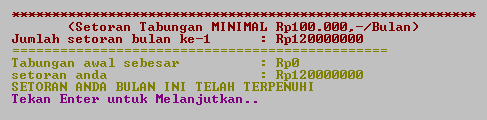 **********************************************************
(Setoran Tabungan MINIMAL Rp100.000,-/Bulan)
Jumlah setoran bulan ke-1 : Rp120000000
===============================================
Tabungan awal sebesar : Rp0
setoran anda : Rp120000000
SETORAN ANDA BULAN INI TELAH TERPENUHI
Tekan Enter untuk Melanjutkan..